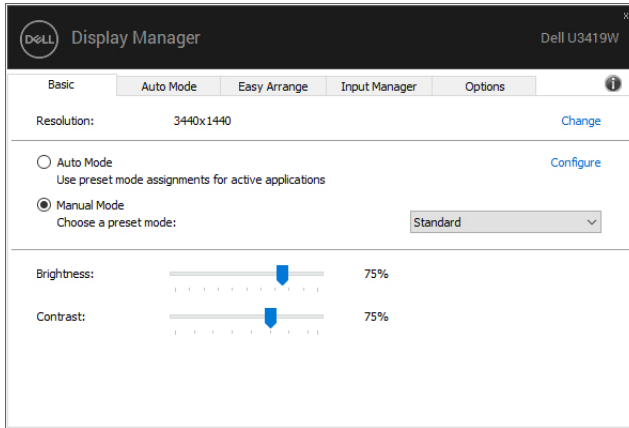 DELL Display Manager Dell U3419W
x
Basic Auto Mode Easy Arrange Input Manager Options i
Resolution: 3440x1440 Change
Auto Mode Configure
Use preset mode assignments for active applications
Manual Mode
Choose a preset mode: Standard
Brightness: 75%
Contrast: 75%